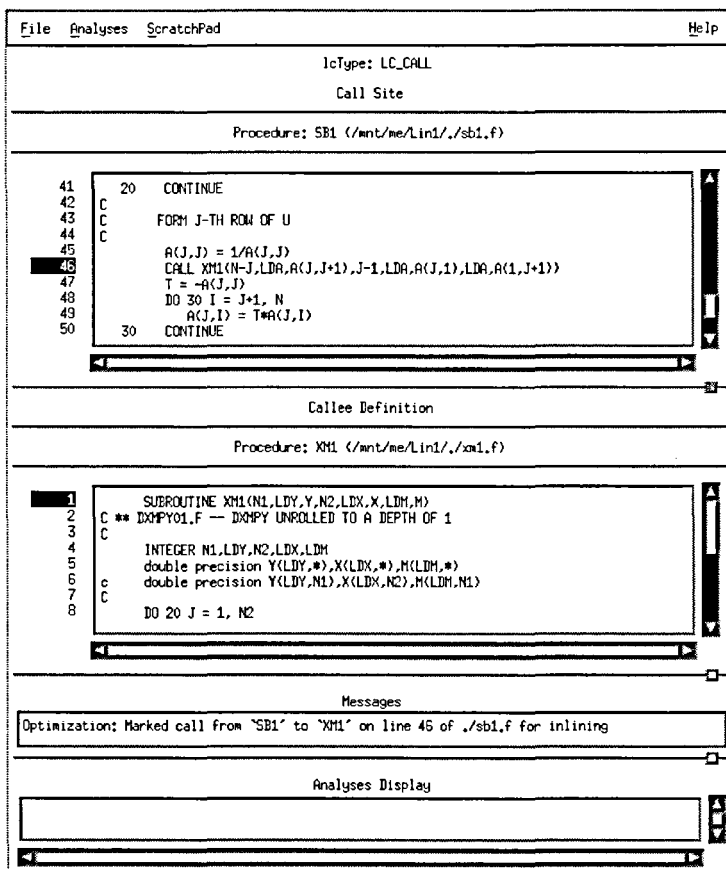 File Analyses ScratchPad Help
lcType: LC_CALL
Call Site
Procedure: SB1 (/mnt/me/Lin1/./sb1.f)
41 20 CONTINUE
42 C
43 C FORM J-TH ROW OF U
44 C
45 A(J,J) = 1/A(J,J)
46 CALL XM1(N-J,LDA,A(J,J+1),J-1,LDA,A(J,1),LDA,A(1,J+1))
47 T = -A(J,J)
48 DO 30 I = J+1, N
49 A(J,I) = T*A(J,I)
50 30 CONTINUE
Callee Definition
Procedure: XM1 (/mnt/me/Lin1/./xm1.f)
1 SUBROUTINE XM1(N1,LDY,Y,N2,LDX,X,LDM,M)
2 C ** DXMPY01.F -- DXMPY UNROLLED TO A DEPTH OF 1
3 C
4 INTEGER N1,LDY,N2,LDX,LDM
5 double precision Y(LDY,*),X(LDX,*),M(LDM,*)
6 c double precision Y(LDY,N1),X(LDX,N2),M(LDM,N1)
7 C
8 DO 20 J = 1, N2
Messages
Optimization: Marked call from `SB1' to `XM1' on line 46 of ./sb1.f for inlining
Analyses Display